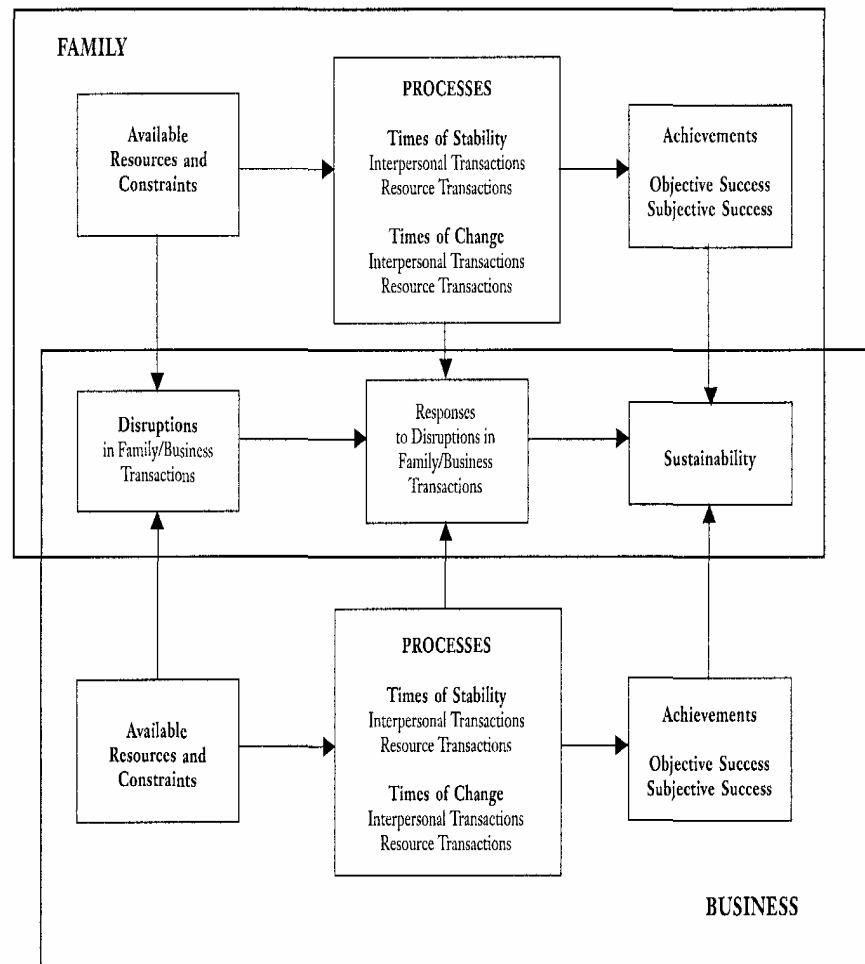 FAMILY
Available
Resources and
Constraints
PROCESSES
Times of Stability
Interpersonal Transactions
Resource Transactions
Times of Change
Interpersonal Transactions
Resource Transactions
Achievements
Objective Success
Subjective Success
Disruptions
in Family/Business
Transactions
Responses
to Disruptions in
Family/Business
Transactions
Sustainability
Available
Resources and
Constraints
PROCESSES
Times of Stability
Interpersonal Transactions
Resource Transactions
Times of Change
Interpersonal Transactions
Resource Transactions
Achievements
Objective Success
Subjective Success
BUSINESS